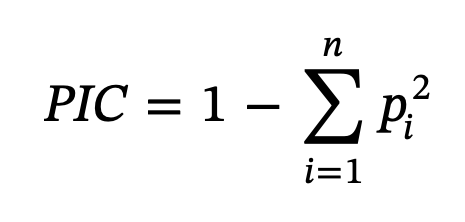 PIC = 1 − ∑_{i=1}^{n} p_i^2